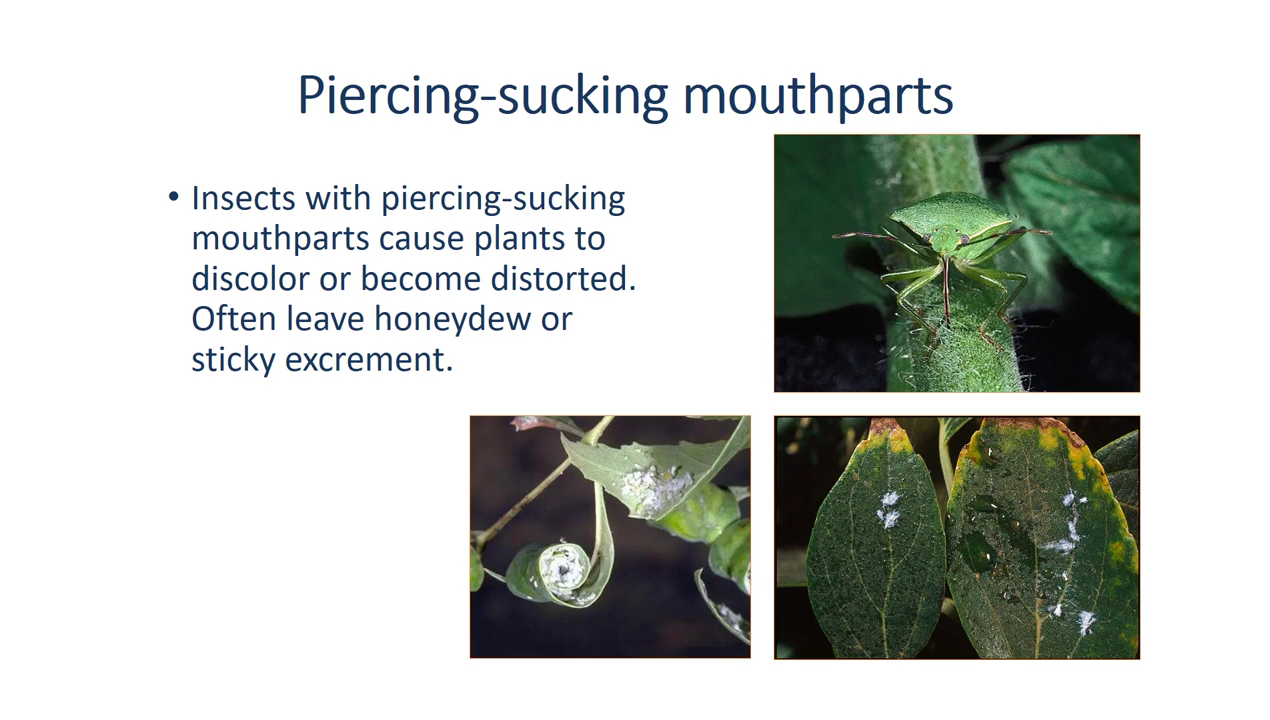 Piercing-sucking mouthparts
• Insects with piercing-sucking
mouthparts cause plants to
discolor or become distorted.
Often leave honeydew or
sticky excrement.